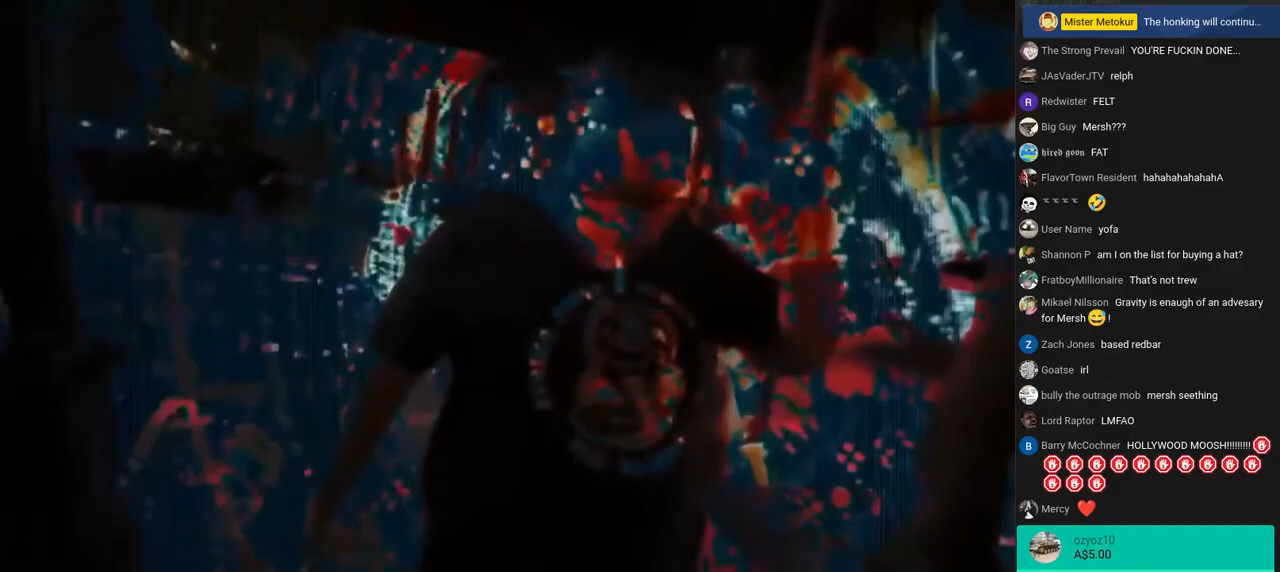 Mister Metokur The honking will continu...
The Strong Prevail YOU'RE FUCKIN DONE...
JAsVaderJTV relph
R Redwister FELT
Big Guy Mersh???
𝖍𝖎𝖗𝖊𝖉 𝖌𝖔𝖔𝖓 FAT
FlavorTown Resident hahahahahahahA
🤣
User Name yofa
Shannon P am I on the list for buying a hat?
FratboyMillionaire That's not trew
Mikael Nilsson Gravity is enaugh of an advesary
for Mersh 😅 !
Z Zach Jones based redbar
Goatse irl
bully the outrage mob mersh seething
Lord Raptor LMFAO
B Barry McCochner HOLLYWOOD MOOSH!!!!!!!!!
Mercy ❤️
ozyoz10
A$5.00